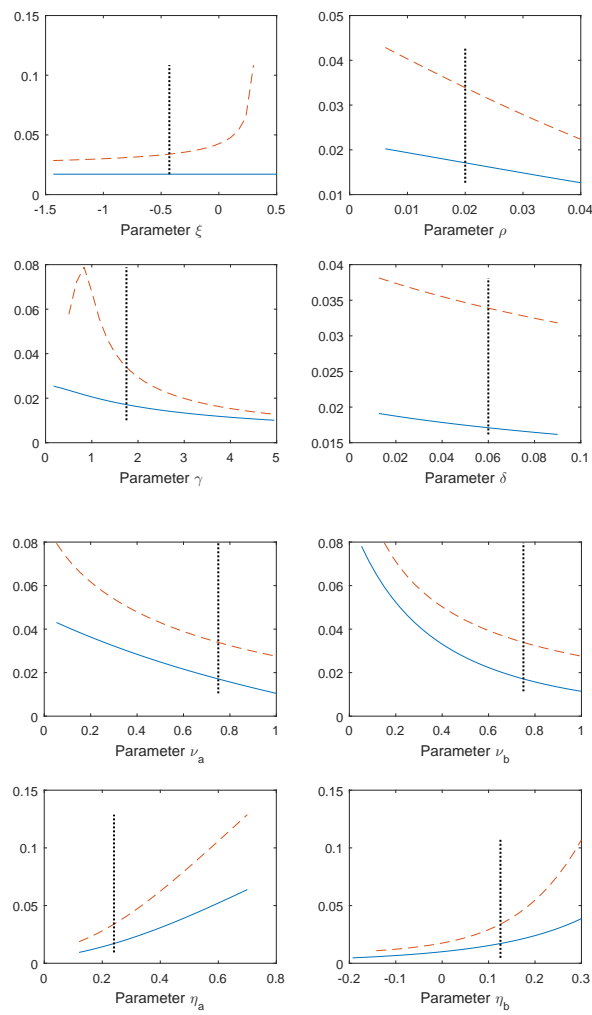 0.15
0.1
0.05
0
-1.5 -1 -0.5 0 0.5
Parameter ξ
0.05
0.04
0.03
0.02
0.01
0 0.01 0.02 0.03 0.04
Parameter ρ
0.08
0.06
0.04
0.02
0
0 1 2 3 4 5
Parameter γ
0.04
0.035
0.03
0.025
0.02
0.015
0 0.02 0.04 0.06 0.08 0.1
Parameter δ
0.08
0.06
0.04
0.02
0
0 0.2 0.4 0.6 0.8 1
Parameter ν_a
0.08
0.06
0.04
0.02
0
0 0.2 0.4 0.6 0.8 1
Parameter ν_b
0.15
0.1
0.05
0
0 0.2 0.4 0.6 0.8
Parameter η_a
0.15
0.1
0.05
0
-0.2 -0.1 0 0.1 0.2 0.3
Parameter η_b